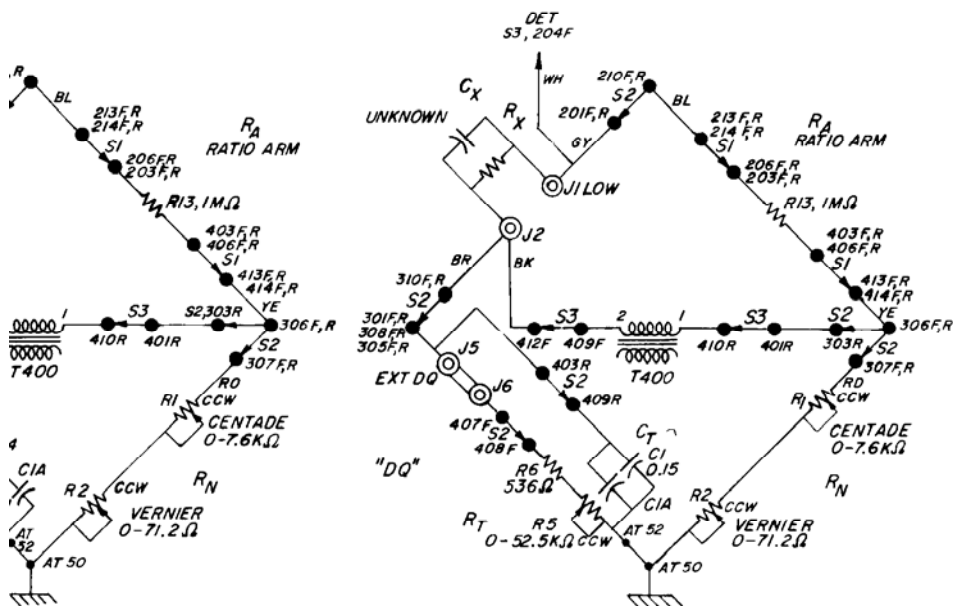 , R
BL
213F,R
214F,R
S1
206F,R
203F,R
RA
RATIO ARM
R13, 1MΩ
403F,R
406F,R
S1
413F,R
414F,R
YE
1
S3
S2,303R
306F,R
410R
401R
T400
S2
307F,R
RD
R1
CCW
CENTADE
0-7.6KΩ
4
C1A
R2
CCW
RN
VERNIER
0-71.2Ω
AT
52
AT50
DET
S3, 204F
WH
CX
UNKNOWN
RX
GY
201F,R
S2
210F,R
J1 LOW
J2
BL
213F,R
214F,R
S1
206F,R
203F,R
RA
RATIO ARM
R13, 1MΩ
403F,R
406F,R
S1
413F,R
414F,R
YE
BR
BK
310F,R
S2
301F,R
308F,R
305F,R
S3
2
1
S3
S2
306F,R
412F
409F
T400
410R
401R
303R
S2
307F,R
J5
EXT DQ
J6
403R
S2
409R
RD
R1
CCW
CENTADE
0-7.6KΩ
"DQ"
407F
S2
408F
CT
C1
0.15
R6
536Ω
C1A
RN
R2
CCW
RT
R5
0-52.5KΩ
CCW
AT 52
VERNIER
0-71.2Ω
AT50